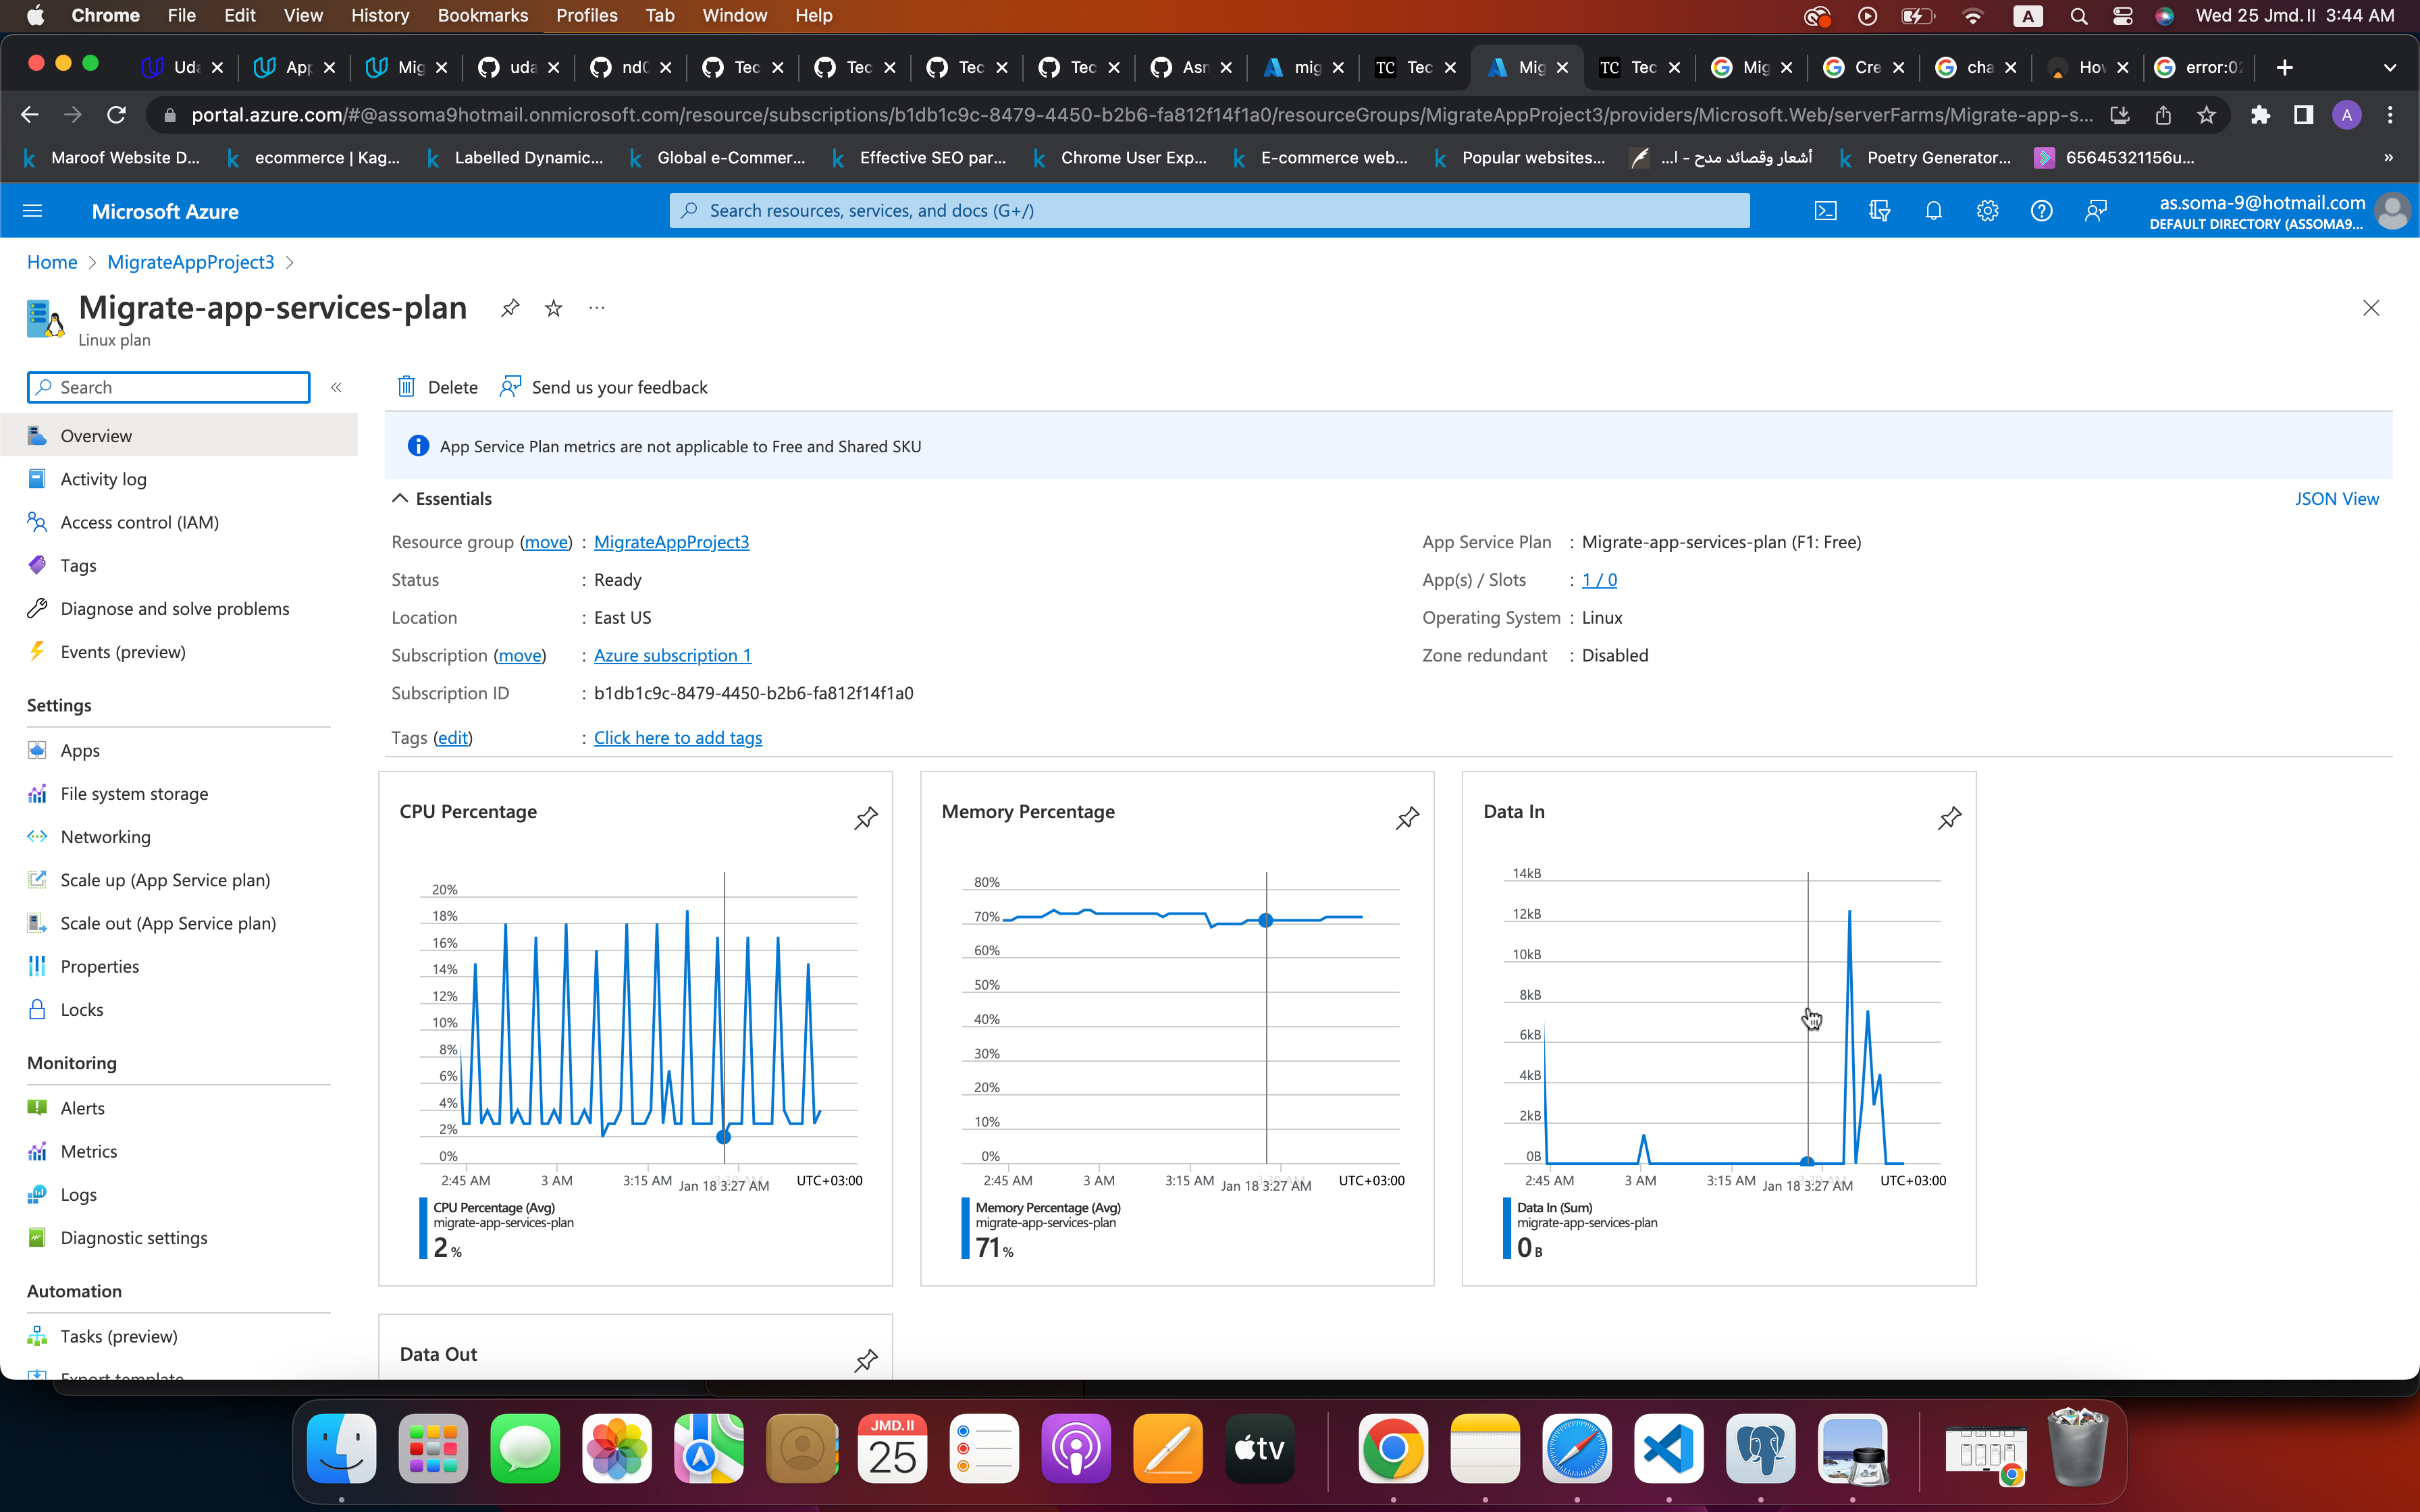 Chrome File Edit View History Bookmarks Profiles Tab Window Help
A
Wed 25 Jmd.II 3:44 AM
Uda App Mig uda nd0 Tec Tec Tec Tec Asn mig TC Tec Mig TC Tec Mig Cre cha How error:02
portal.azure.com/#@assoma9hotmail.onmicrosoft.com/resource/subscriptions/b1db1c9c-8479-4450-b2b6-fa812f14f1a0/resourceGroups/MigrateAppProject3/providers/Microsoft.Web/serverFarms/Migrate-app-s...
A
Maroof Website D... ecommerce | Kag... Labelled Dynamic... Global e-Commer... Effective SEO par... Chrome User Exp... E-commerce web... Popular websites... أشعار وقصائد مدح - ا... Poetry Generator... 65645321156u... »
Microsoft Azure
Search resources, services, and docs (G+/)
as.soma-9@hotmail.com
DEFAULT DIRECTORY (ASSOMA9...
Home > MigrateAppProject3 >
Migrate-app-services-plan
Linux plan
Search
Delete
Send us your feedback
App Service Plan metrics are not applicable to Free and Shared SKU
Overview
Activity log
Access control (IAM)
Tags
Diagnose and solve problems
Events (preview)
Settings
Apps
File system storage
Networking
Scale up (App Service plan)
Scale out (App Service plan)
Properties
Locks
Monitoring
Alerts
Metrics
Logs
Diagnostic settings
Automation
Tasks (preview)
Export template
Essentials
JSON View
Resource group (move) : MigrateAppProject3
Status : Ready
Location : East US
Subscription (move) : Azure subscription 1
Subscription ID : b1db1c9c-8479-4450-b2b6-fa812f14f1a0
Tags (edit) : Click here to add tags
App Service Plan : Migrate-app-services-plan (F1: Free)
App(s) / Slots : 1 / 0
Operating System : Linux
Zone redundant : Disabled
CPU Percentage
20%
18%
16%
14%
12%
10%
8%
6%
4%
2%
0%
2:45 AM 3 AM 3:15 AM Jan 18 3:27 AM UTC+03:00
CPU Percentage (Avg)
migrate-app-services-plan
2 %
Memory Percentage
80%
70%
60%
50%
40%
30%
20%
10%
0%
2:45 AM 3 AM 3:15 AM Jan 18 3:27 AM UTC+03:00
Memory Percentage (Avg)
migrate-app-services-plan
71 %
Data In
14kB
12kB
10kB
8kB
6kB
4kB
2kB
0B
2:45 AM 3 AM 3:15 AM Jan 18 3:27 AM UTC+03:00
Data In (Sum)
migrate-app-services-plan
0 B
Data Out
JMD.II
25
tv